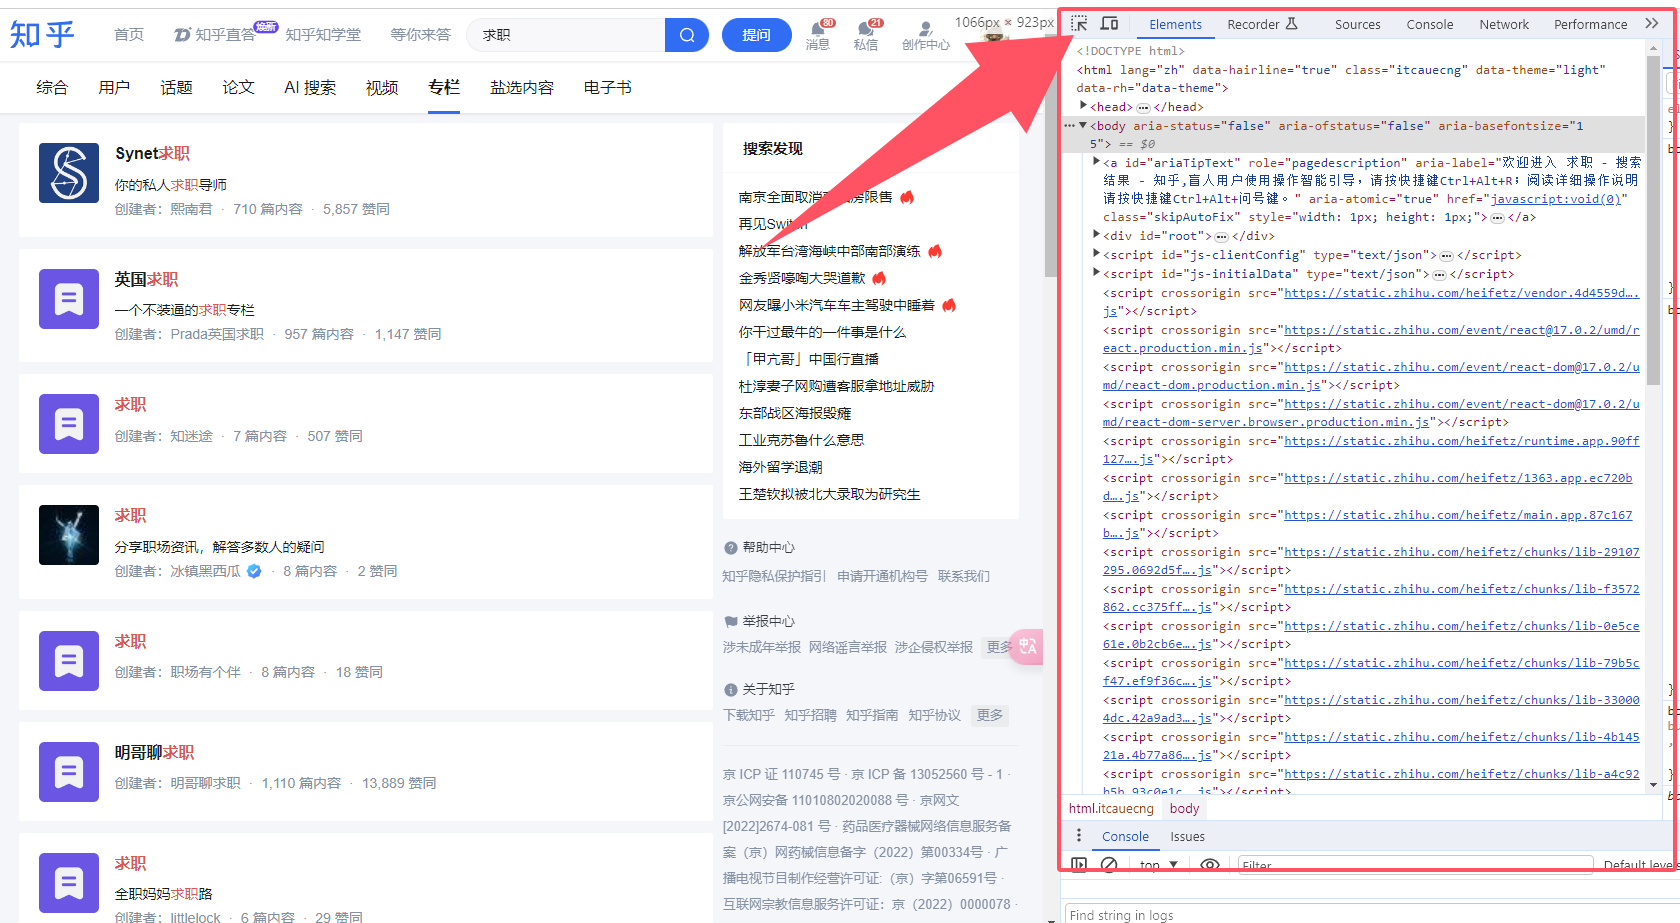 知乎
首页
知乎直答
焕新
知乎知学堂
等你来答
求职
提问
80
消息
21
私信
创作中心
1066px × 923px
综合
用户
话题
论文
AI 搜索
视频
专栏
盐选内容
电子书
Synet求职
你的私人求职导师
创建者：熙南君 · 710 篇内容 · 5,857 赞同
英国求职
一个不装逼的求职专栏
创建者：Prada英国求职 · 957 篇内容 · 1,147 赞同
求职
创建者：知迷途 · 7 篇内容 · 507 赞同
求职
分享职场资讯，解答多数人的疑问
创建者：冰镇黑西瓜 · 8 篇内容 · 2 赞同
求职
创建者：职场有个伴 · 8 篇内容 · 18 赞同
明哥聊求职
创建者：明哥聊求职 · 1,110 篇内容 · 13,889 赞同
求职
全职妈妈求职路
创建者：littlelock · 6 篇内容 · 29 赞同
搜索发现
南京全面取消 房限售
再见Switch
解放军台湾海峡中部南部演练
金秀贤嚎啕大哭道歉
网友曝小米汽车车主驾驶中睡着
你干过最牛的一件事是什么
「甲亢哥」中国行直播
杜淳妻子网购遭客服拿地址威胁
东部战区海报毁瘫
工业克苏鲁什么意思
海外留学退潮
王楚钦拟被北大录取为研究生
帮助中心
知乎隐私保护指引 申请开通机构号 联系我们
举报中心
涉未成年举报 网络谣言举报 涉企侵权举报 更多
关于知乎
下载知乎 知乎招聘 知乎指南 知乎协议 更多
京 ICP 证 110745 号 · 京 ICP 备 13052560 号 - 1 ·
京公网安备 11010802020088 号 · 京网文
[2022]2674-081 号 · 药品医疗器械网络信息服务备
案（京）网药械信息备字（2022）第00334号 · 广
播电视节目制作经营许可证:（京）字第06591号 ·
互联网宗教信息服务许可证：京（2022）0000078 ·
Elements
Recorder
Sources
Console
Network
Performance
<!DOCTYPE html>
<html lang="zh" data-hairline="true" class="itcauecng" data-theme="light"
data-rh="data-theme">
<head> … </head>
<body aria-status="false" aria-ofstatus="false" aria-basefontsize="1
5"> == $0
<a id="ariaTipText" role="pagedescription" aria-label="欢迎进入 求职 - 搜索
结果 - 知乎,盲人用户使用操作智能引导，请按快捷键Ctrl+Alt+R；阅读详细操作说明
请按快捷键Ctrl+Alt+问号键。" aria-atomic="true" href="javascript:void(0)"
class="skipAutoFix" style="width: 1px; height: 1px;"> … </a>
<div id="root"> … </div>
<script id="js-clientConfig" type="text/json"> … </script>
<script id="js-initialData" type="text/json"> … </script>
<script crossorigin src="https://static.zhihu.com/heifetz/vendor.4d4559d….
js"></script>
<script crossorigin src="https://static.zhihu.com/event/react@17.0.2/umd/r
eact.production.min.js"></script>
<script crossorigin src="https://static.zhihu.com/event/react-dom@17.0.2/u
md/react-dom.production.min.js"></script>
<script crossorigin src="https://static.zhihu.com/event/react-dom@17.0.2/u
md/react-dom-server.browser.production.min.js"></script>
<script crossorigin src="https://static.zhihu.com/heifetz/runtime.app.90ff
127….js"></script>
<script crossorigin src="https://static.zhihu.com/heifetz/1363.app.ec720b
d….js"></script>
<script crossorigin src="https://static.zhihu.com/heifetz/main.app.87c167
b….js"></script>
<script crossorigin src="https://static.zhihu.com/heifetz/chunks/lib-29107
295.0692d5f….js"></script>
<script crossorigin src="https://static.zhihu.com/heifetz/chunks/lib-f3572
862.cc375ff….js"></script>
<script crossorigin src="https://static.zhihu.com/heifetz/chunks/lib-0e5ce
61e.0b2cb6e….js"></script>
<script crossorigin src="https://static.zhihu.com/heifetz/chunks/lib-79b5c
f47.ef9f36c….js"></script>
<script crossorigin src="https://static.zhihu.com/heifetz/chunks/lib-33000
4dc.42a9ad3….js"></script>
<script crossorigin src="https://static.zhihu.com/heifetz/chunks/lib-4b145
21a.4b77a86….js"></script>
<script crossorigin src="https://static.zhihu.com/heifetz/chunks/lib-a4c92
b5b.93c0e1c….js"></script>
html.itcauecng
body
Console
Issues
top
Filter
Default levels
Find string in logs